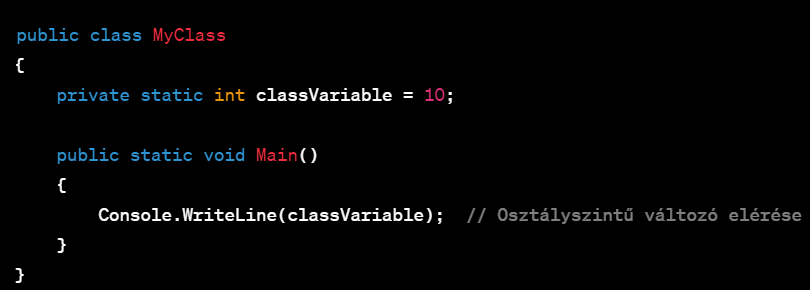 public class MyClass
{
    private static int classVariable = 10;

    public static void Main()
    {
        Console.WriteLine(classVariable);  // Osztályszintű változó elérése
    }
}